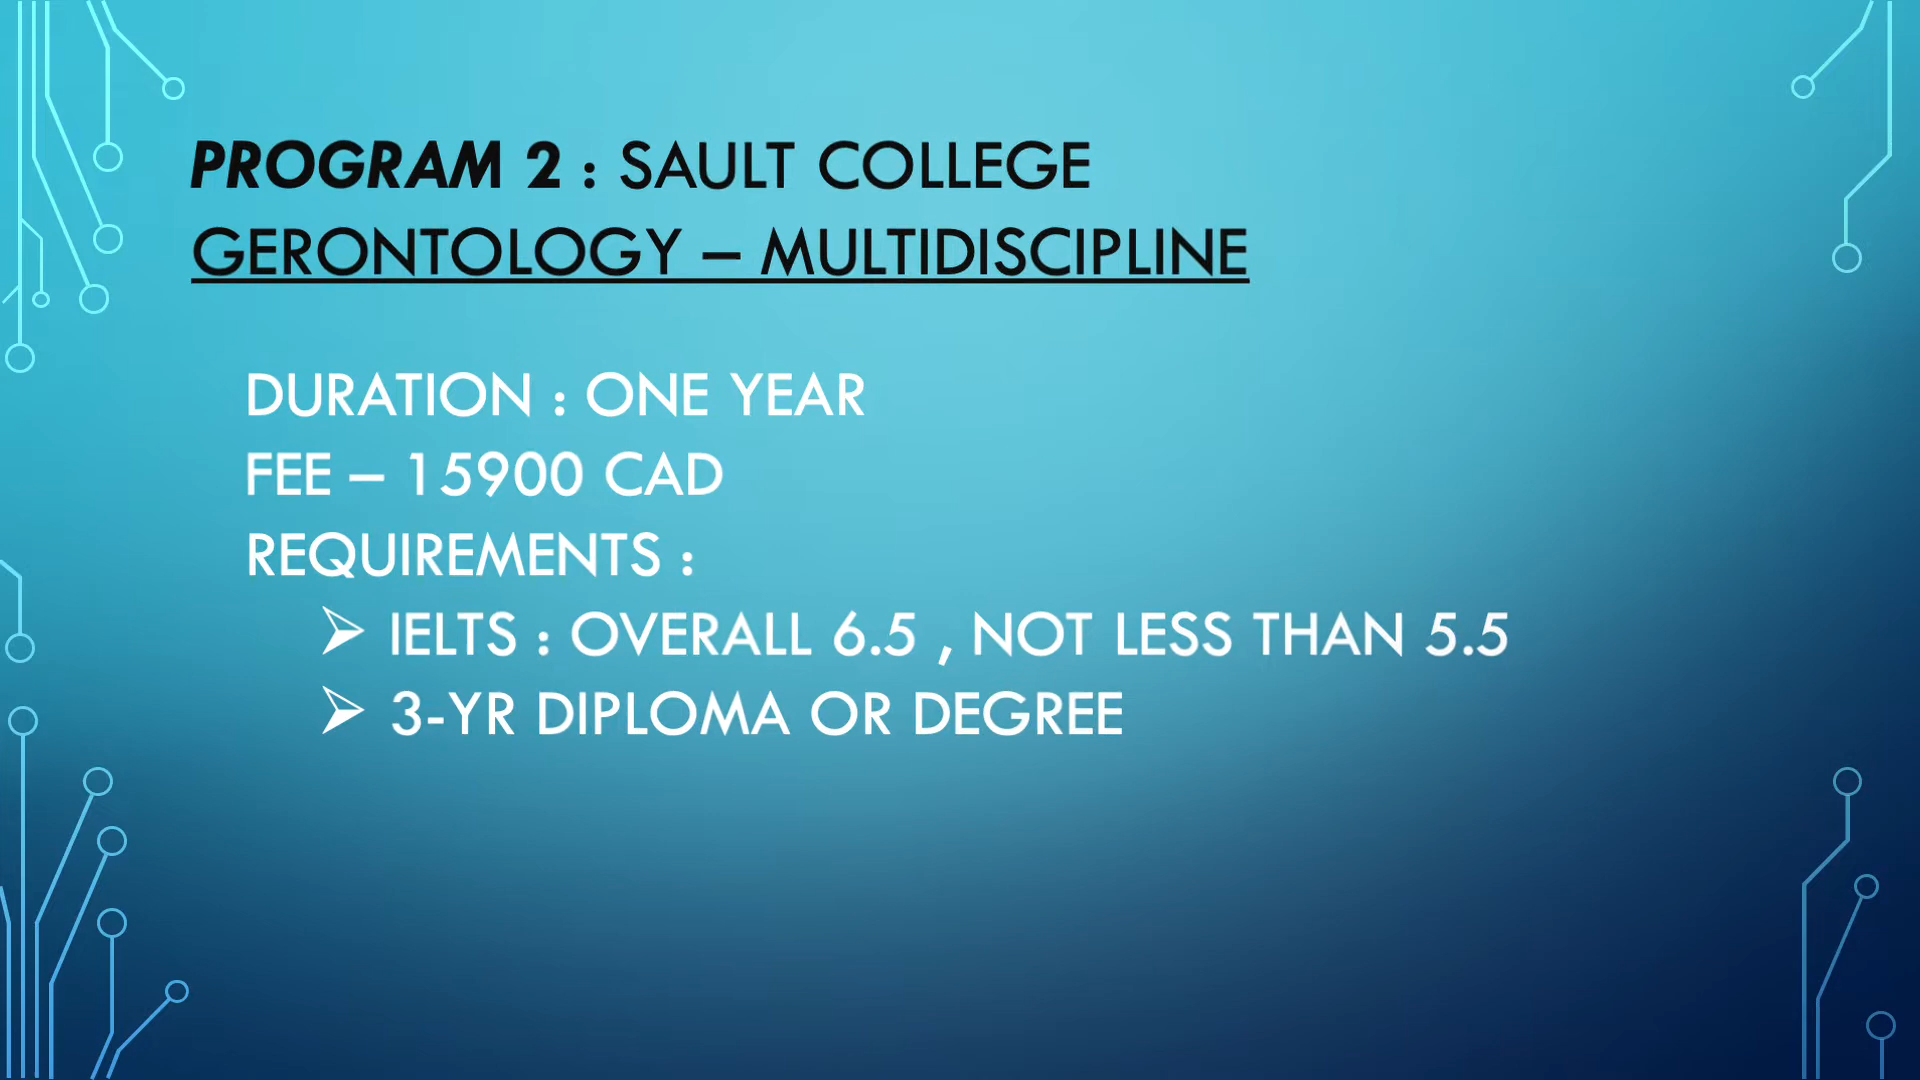 PROGRAM 2 : SAULT COLLEGE
GERONTOLOGY – MULTIDISCIPLINE
DURATION : ONE YEAR
FEE – 15900 CAD
REQUIREMENTS :
➢ IELTS : OVERALL 6.5 , NOT LESS THAN 5.5
➢ 3-YR DIPLOMA OR DEGREE